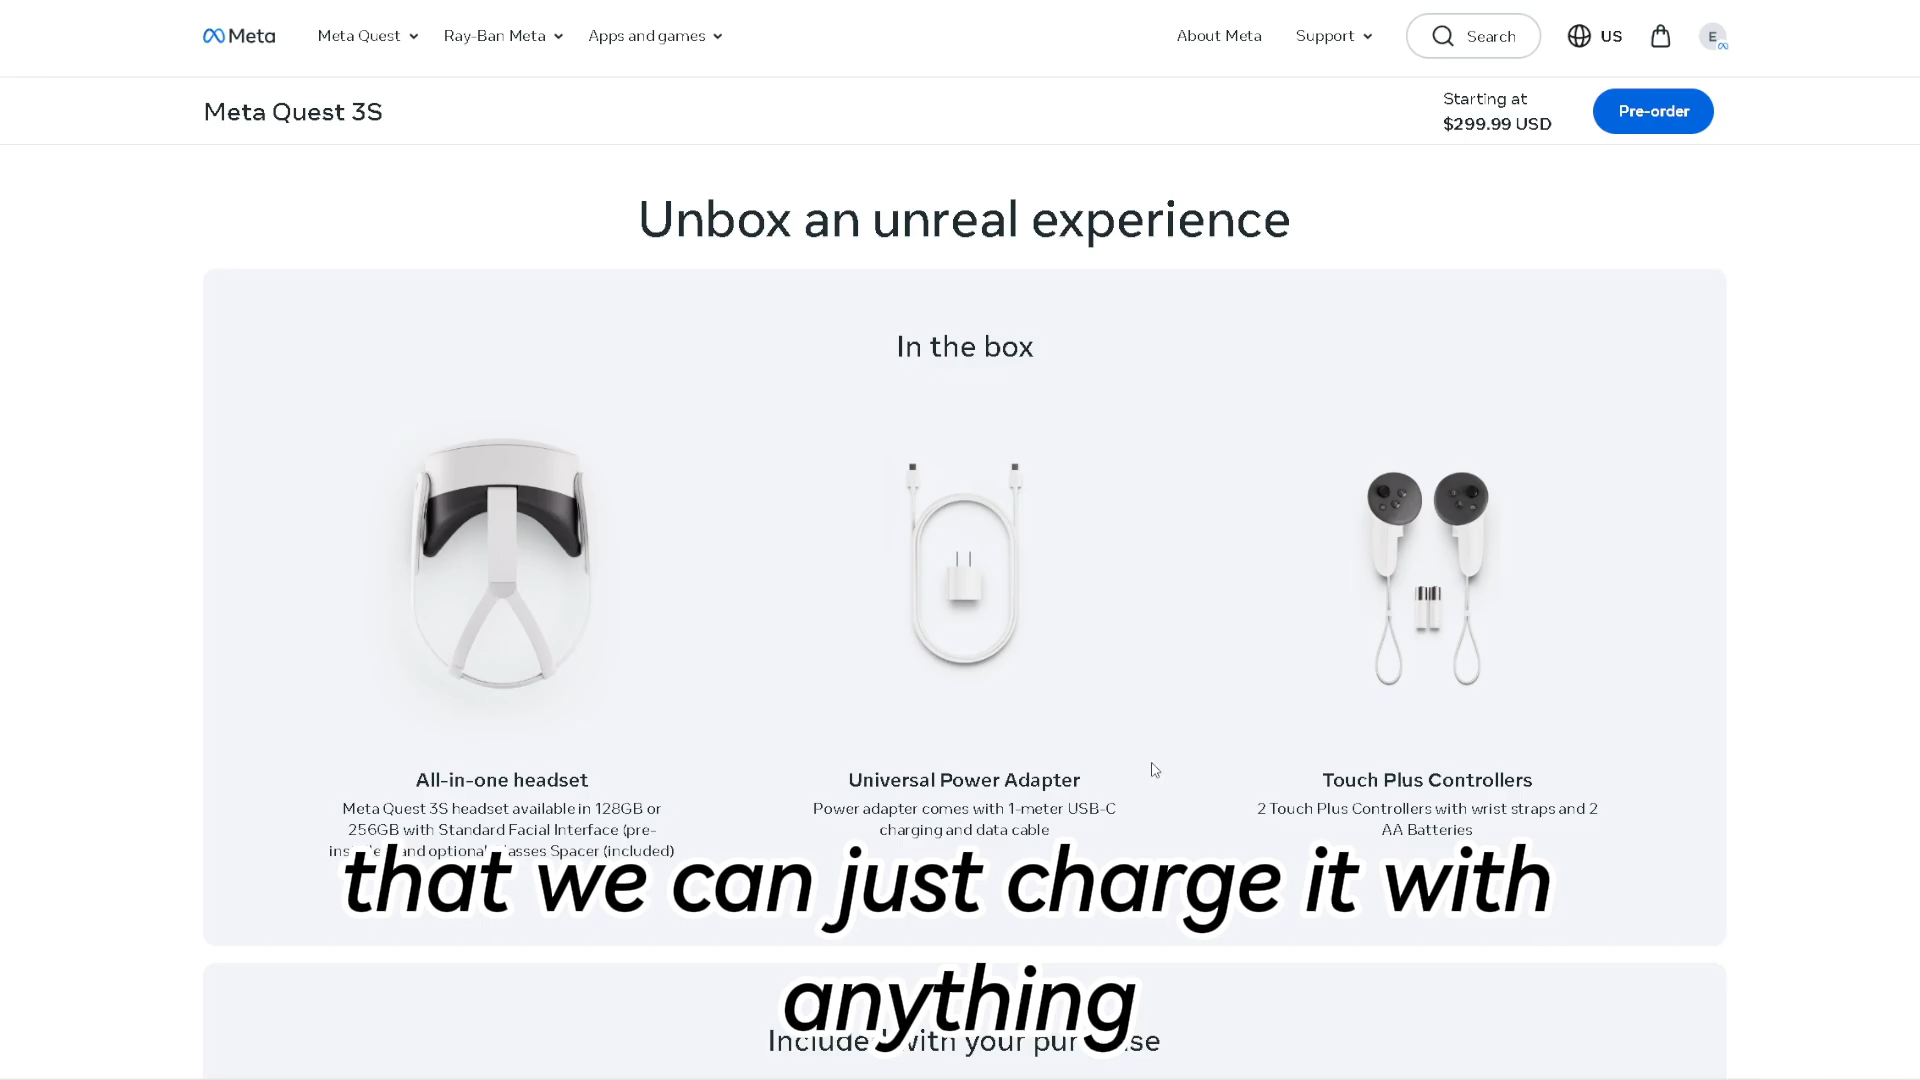 Meta
Meta Quest
Ray-Ban Meta
Apps and games
About Meta
Support
Search
US
E
Meta Quest 3S
Starting at
$299.99 USD
Pre-order
Unbox an unreal experience
In the box
All-in-one headset
Meta Quest 3S headset available in 128GB or
256GB with Standard Facial Interface (pre-
and optional Spacer (included)
Universal Power Adapter
Power adapter comes with 1-meter USB-C
charging and data cable
Touch Plus Controllers
2 Touch Plus Controllers with wrist straps and 2
AA Batteries
that we can just charge it with
anything
with your